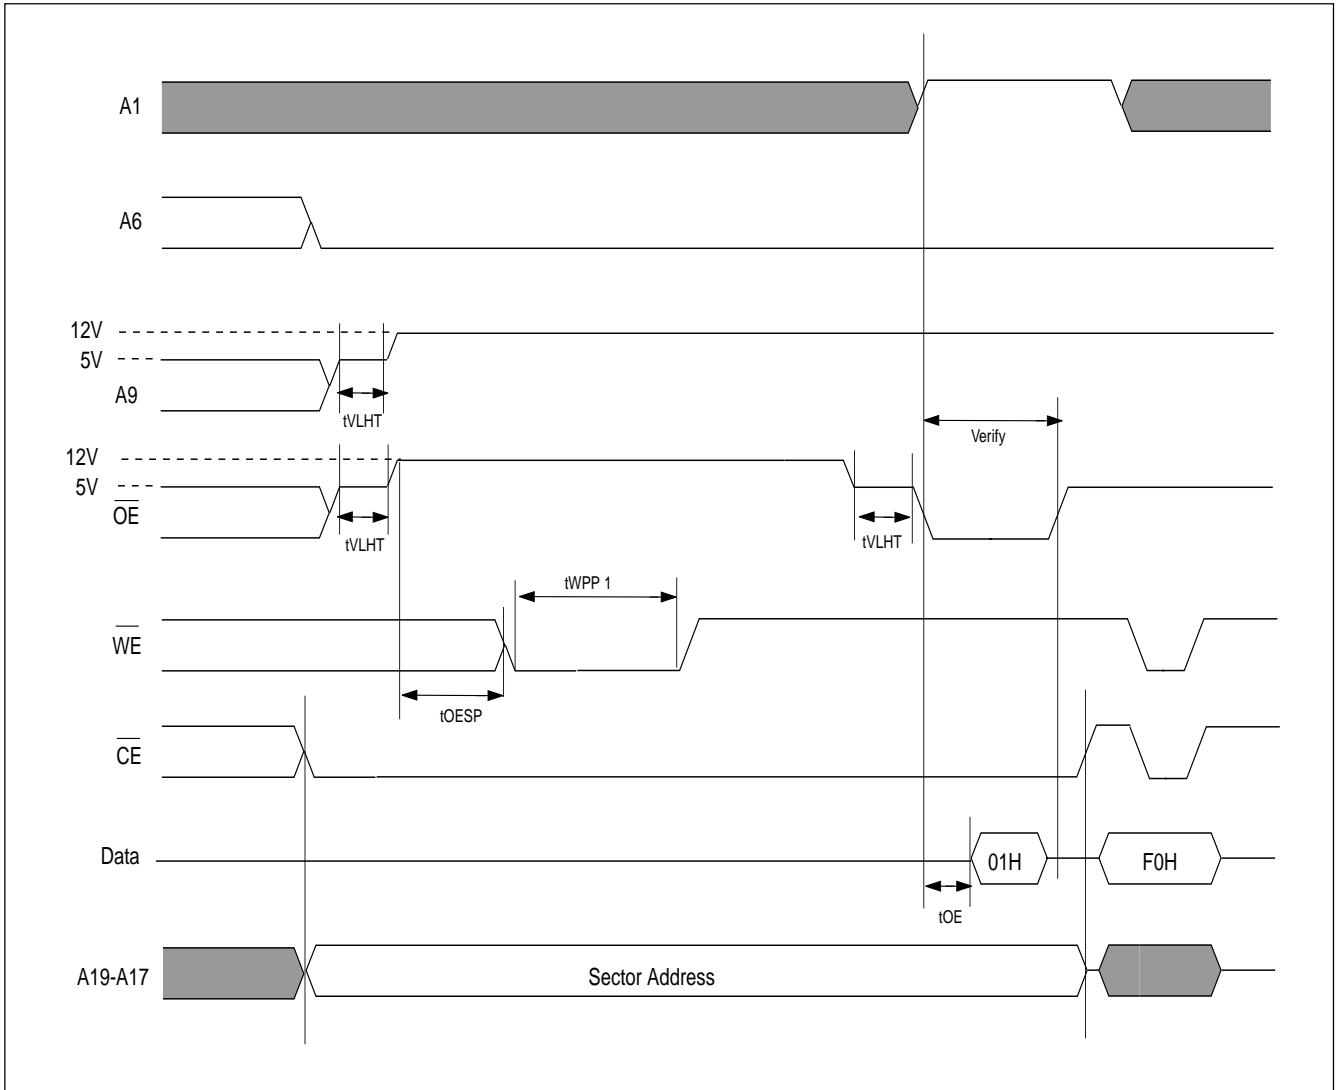 A1
A6
12V
5V
A9
tVLHT
Verify
12V
5V
OE
tVLHT
tVLHT
tWPP 1
WE
tOESP
CE
Data
01H
F0H
tOE
A19-A17
Sector Address